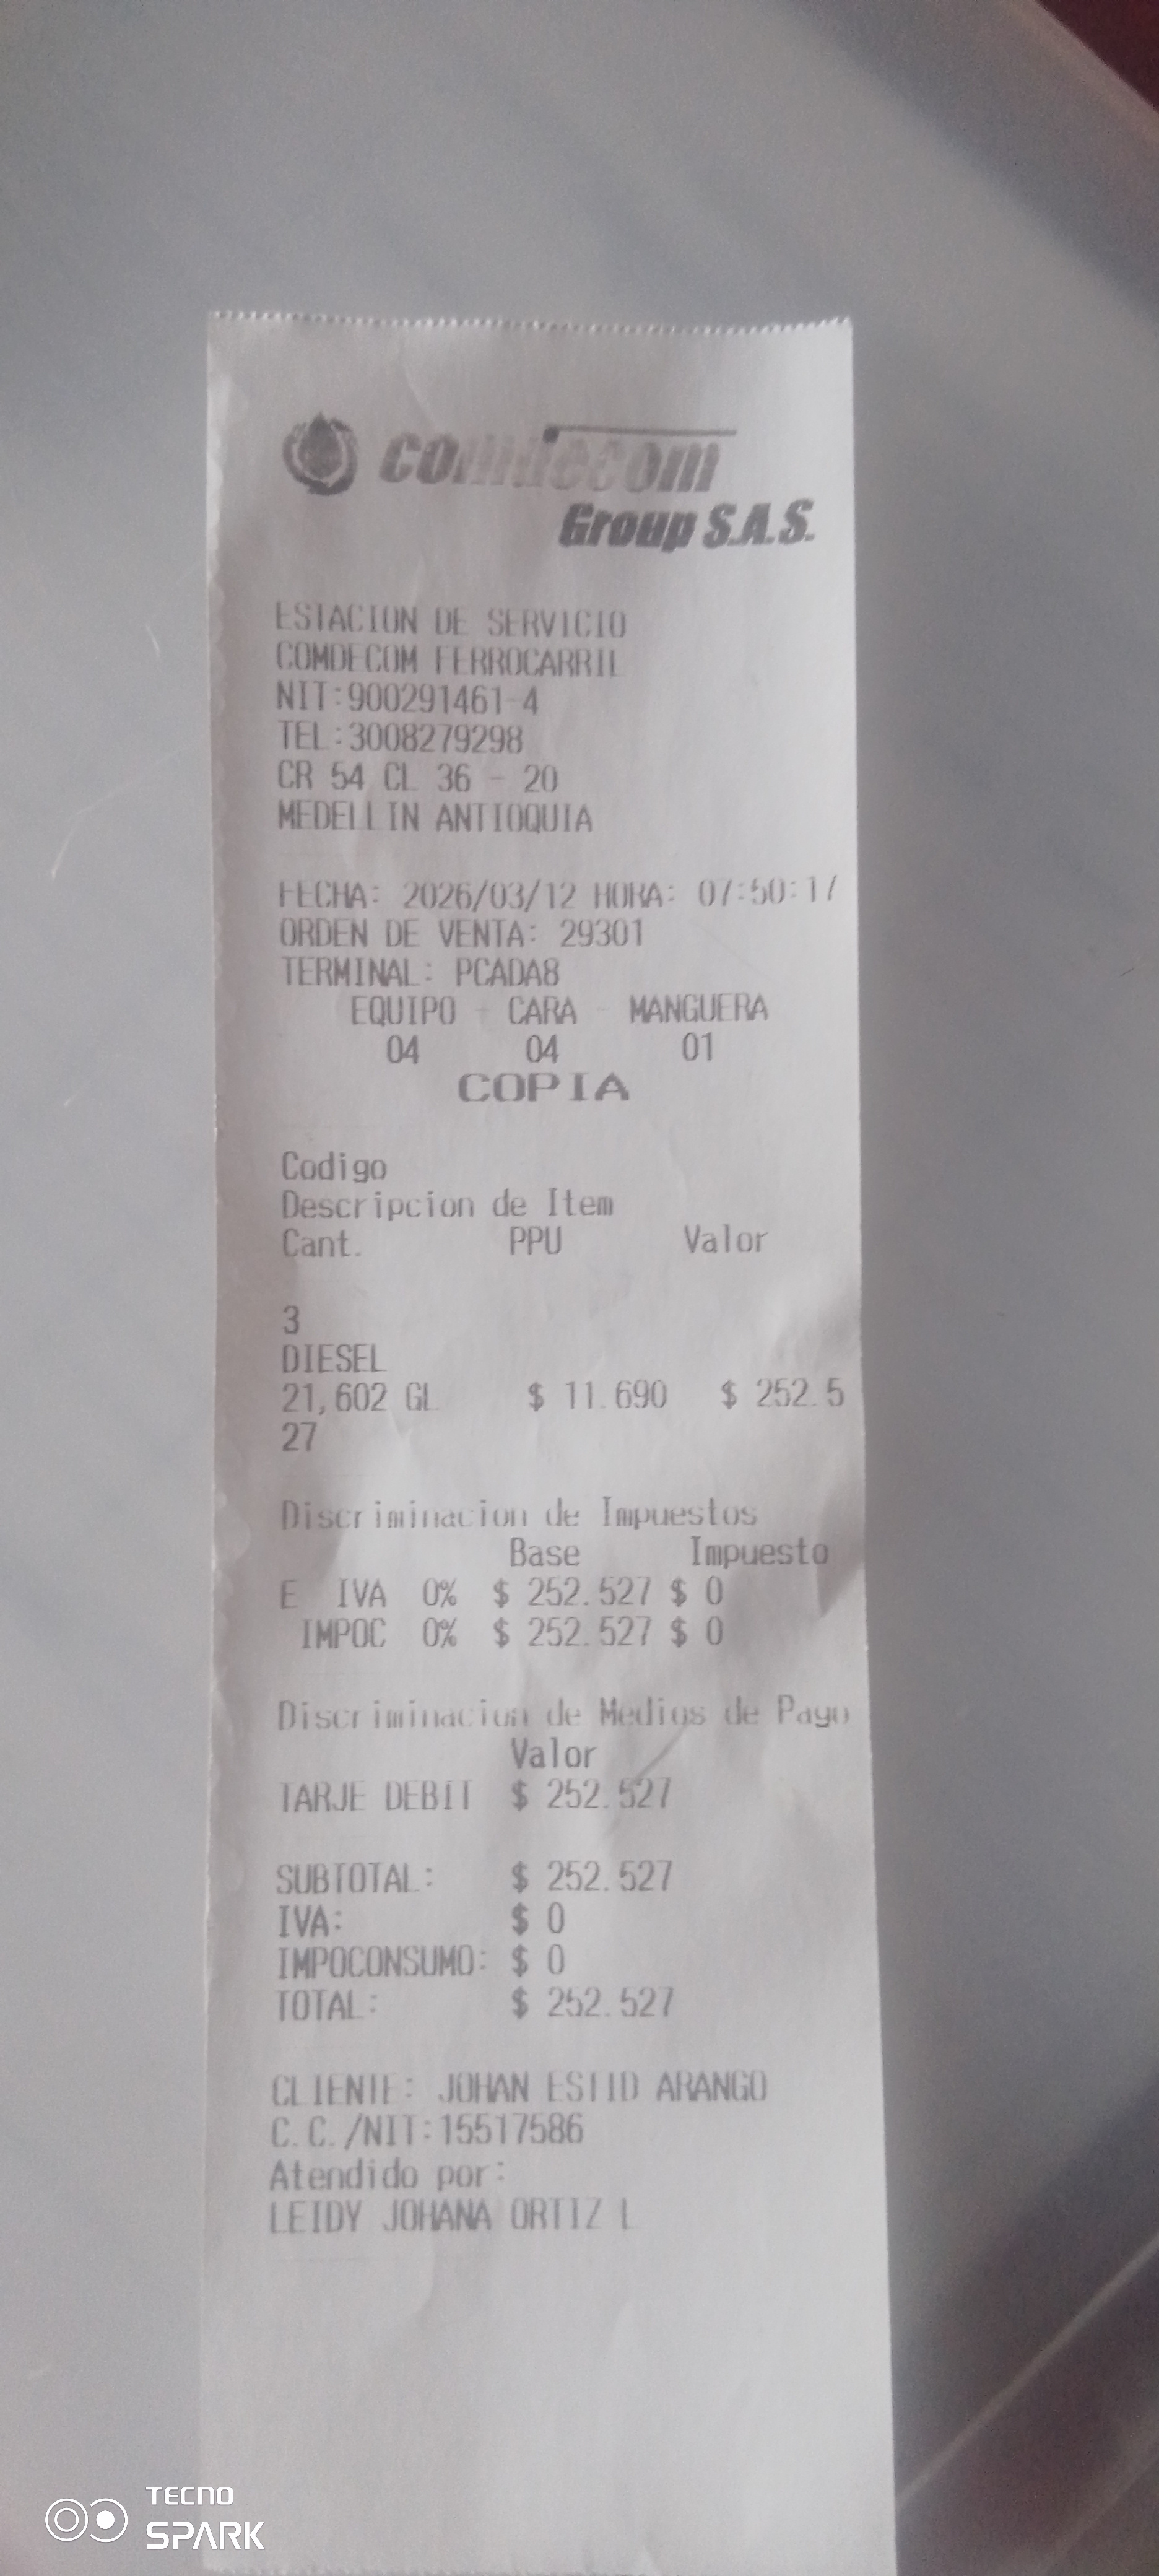 comdecom
Group S.A.S.
ESTACION DE SERVICIO
COMDECOM FERROCARRIL
NIT:900291461-4
TEL:3008279298
CR 54 CL 36 - 20
MEDELLIN ANTIOQUIA
FECHA: 2026/03/12 HORA: 07:50:17
ORDEN DE VENTA: 29301
TERMINAL: PCADA8
EQUIPO - CARA - MANGUERA
04 04 01
COPIA
Codigo
Descripcion de Item
Cant. PPU Valor
3
DIESEL
21,602 GL $ 11.690 $ 252.5
27
Discriminacion de Impuestos
Base Impuesto
E IVA 0% $ 252.527 $ 0
IMPOC 0% $ 252.527 $ 0
Discriminacion de Medios de Pago
Valor
TARJE DEBIT $ 252.527
SUBTOTAL: $ 252.527
IVA: $ 0
IMPOCONSUMO: $ 0
TOTAL: $ 252.527
CLIENTE: JOHAN ESTID ARANGO
C.C./NIT:15517586
Atendido por:
LEIDY JOHANA ORTIZ L
TECNO
SPARK